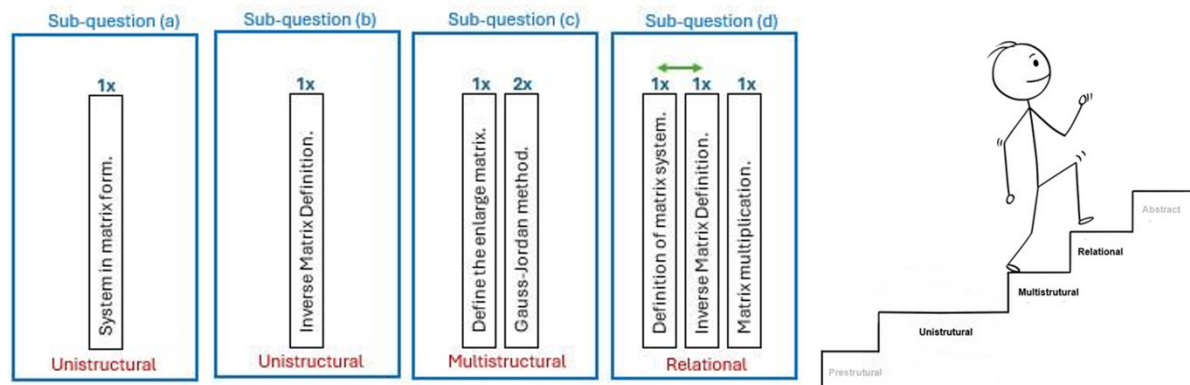 Sub-question (a)
1x
System in matrix form.
Unistructural
Sub-question (b)
1x
Inverse Matrix Definition.
Unistructural
Sub-question (c)
1x
2x
Define the enlarge matrix.
Gauss-Jordan method.
Multistructural
Sub-question (d)
1x
1x
1x
Definition of matrix system.
Inverse Matrix Definition.
Matrix multiplication.
Relational
Abstract
Relational
Multistrutural
Unistrutural
Prestrutural